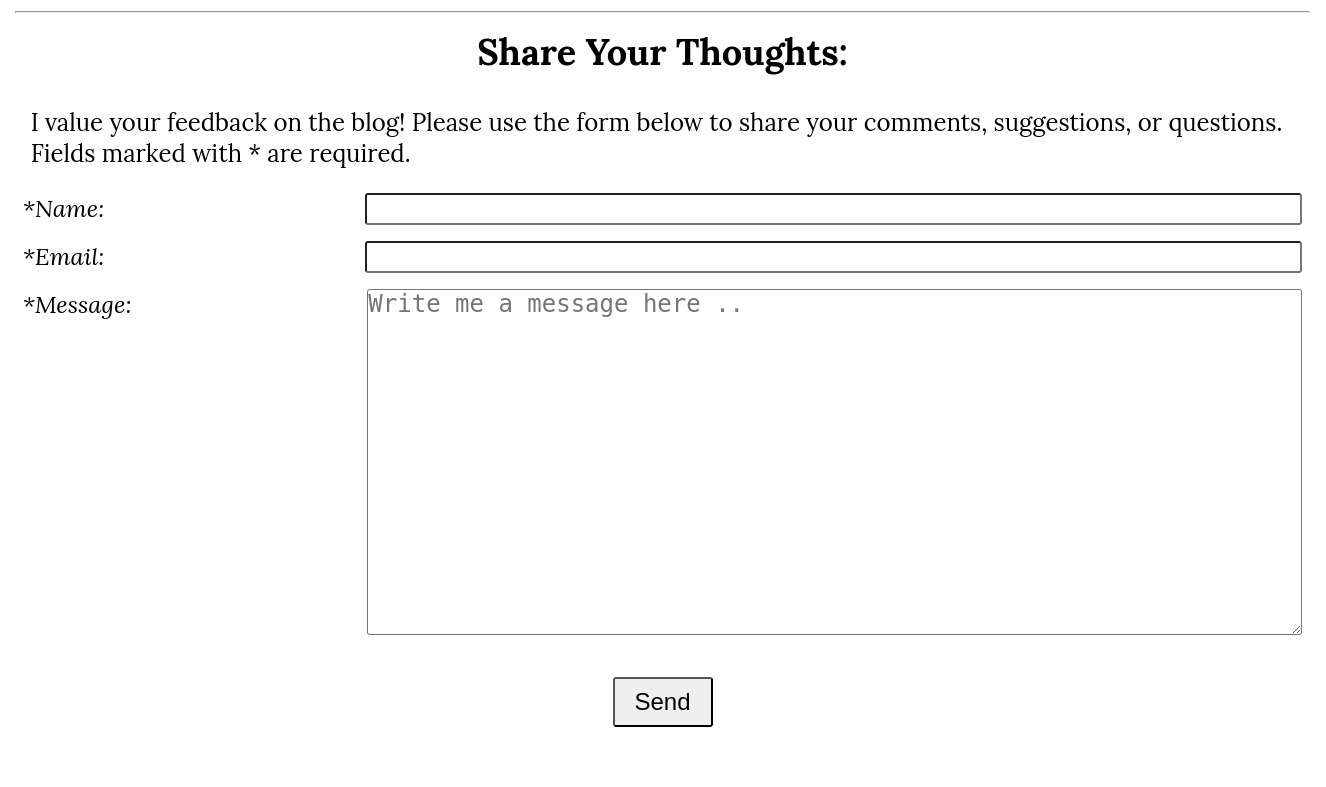 Share Your Thoughts:
I value your feedback on the blog! Please use the form below to share your comments, suggestions, or questions.
Fields marked with * are required.
*Name:
*Email:
*Message:
Write me a message here ..
Send